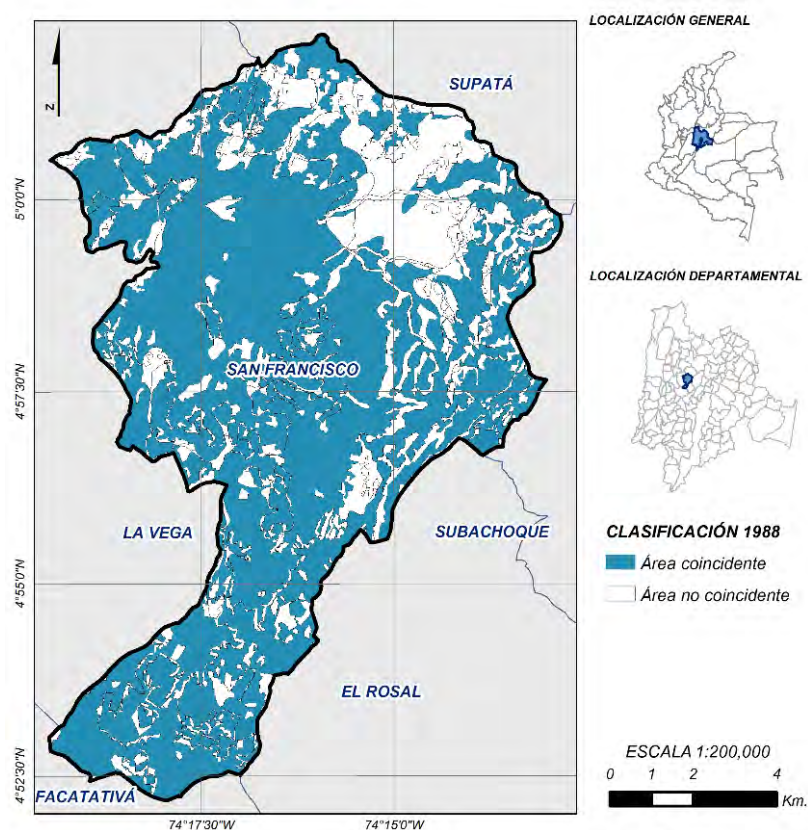 LOCALIZACIÓN GENERAL
N
SUPATÁ
5°0'0"N
LOCALIZACIÓN DEPARTAMENTAL
SAN FRANCISCO
4°57'30"N
LA VEGA
SUBACHOQUE
CLASIFICACIÓN 1988
Área coincidente
Área no coincidente
4°55'0"N
EL ROSAL
ESCALA 1:200,000
0 1 2 4
Km.
4°52'30"N
FACATATIVÁ
74°17'30"W
74°15'0"W